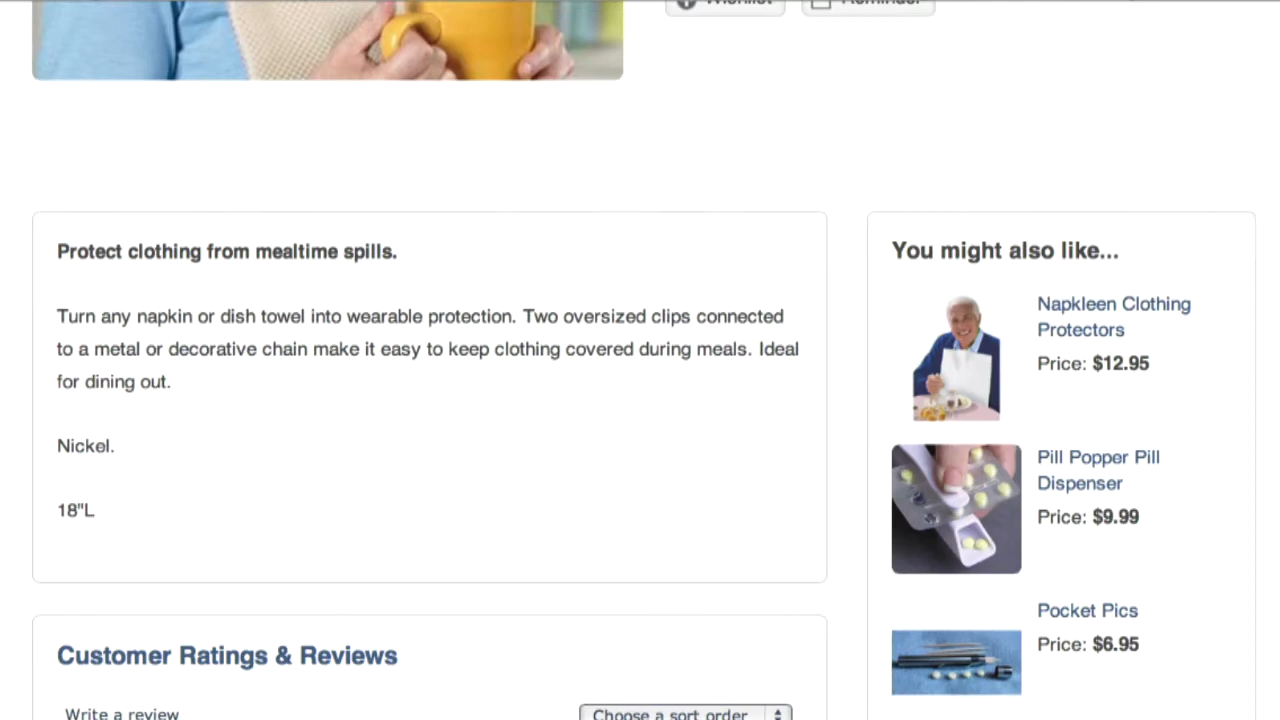 Wishlist
Reminder
Protect clothing from mealtime spills.
Turn any napkin or dish towel into wearable protection. Two oversized clips connected
to a metal or decorative chain make it easy to keep clothing covered during meals. Ideal
for dining out.
Nickel.
18"L
Customer Ratings & Reviews
Write a review
Choose a sort order
You might also like...
Napkleen Clothing
Protectors
Price: $12.95
Pill Popper Pill
Dispenser
Price: $9.99
Pocket Pics
Price: $6.95